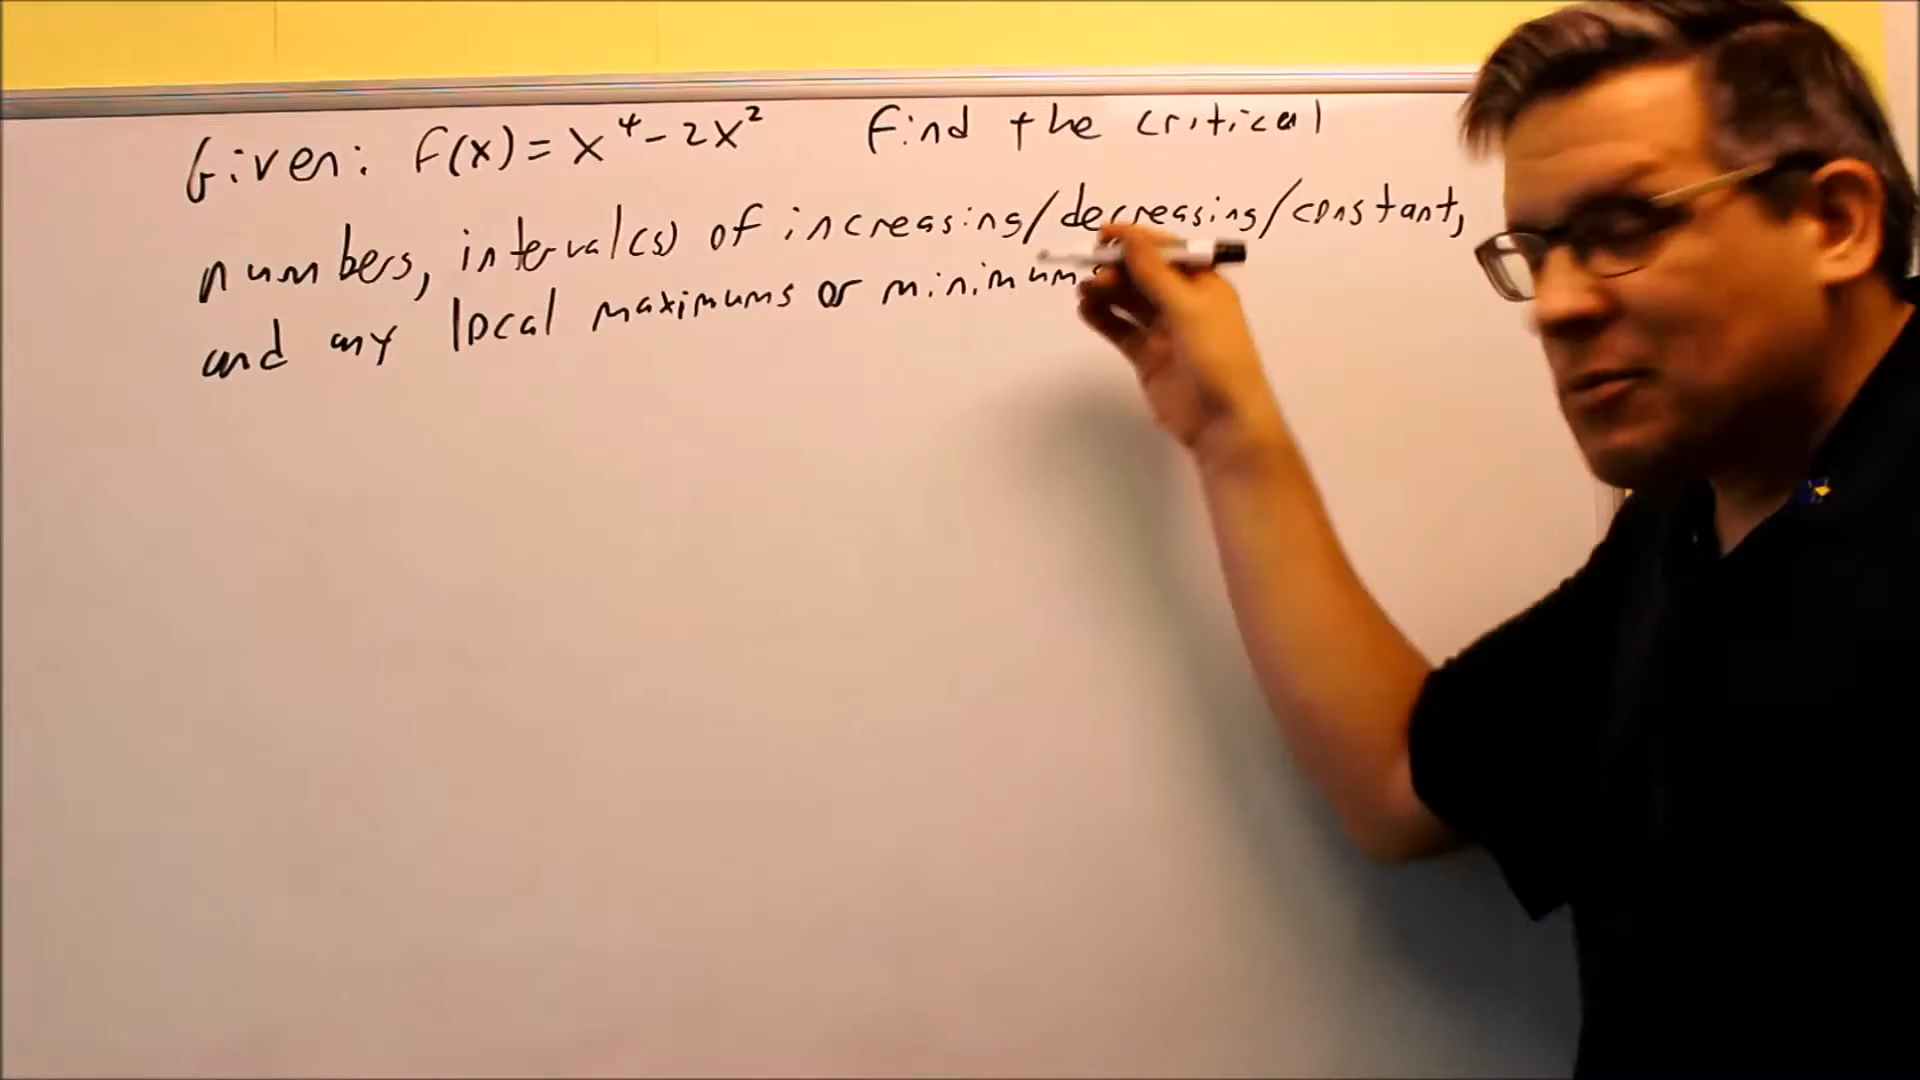 Given: f(x) = x⁴ - 2x² Find the critical
numbers, interval(s) of increasing/decreasing/constant,
and any local maximums or minimums